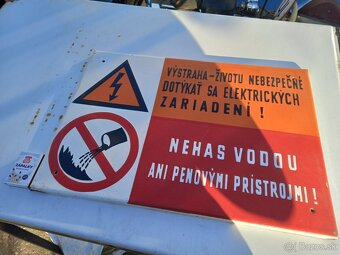 VÝSTRAHA-ŽIVOTU NEBEZPEČNÉ
DOTÝKAŤ SA ELEKTRICKÝCH
ZARIADENÍ !
NEHAS VODOU
ANI PENOVÝMI PRÍSTROJMI !